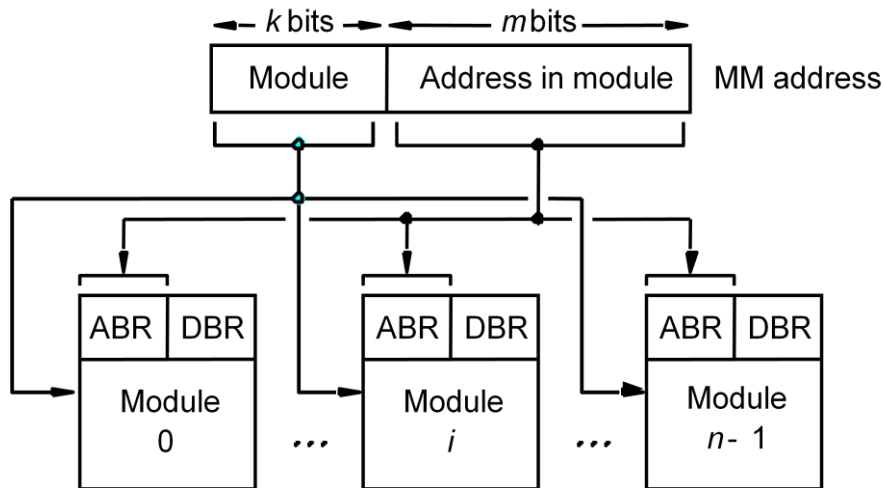 k bits m bits
Module Address in module MM address
ABR DBR ABR DBR ABR DBR
Module Module Module
0 ... i ... n - 1